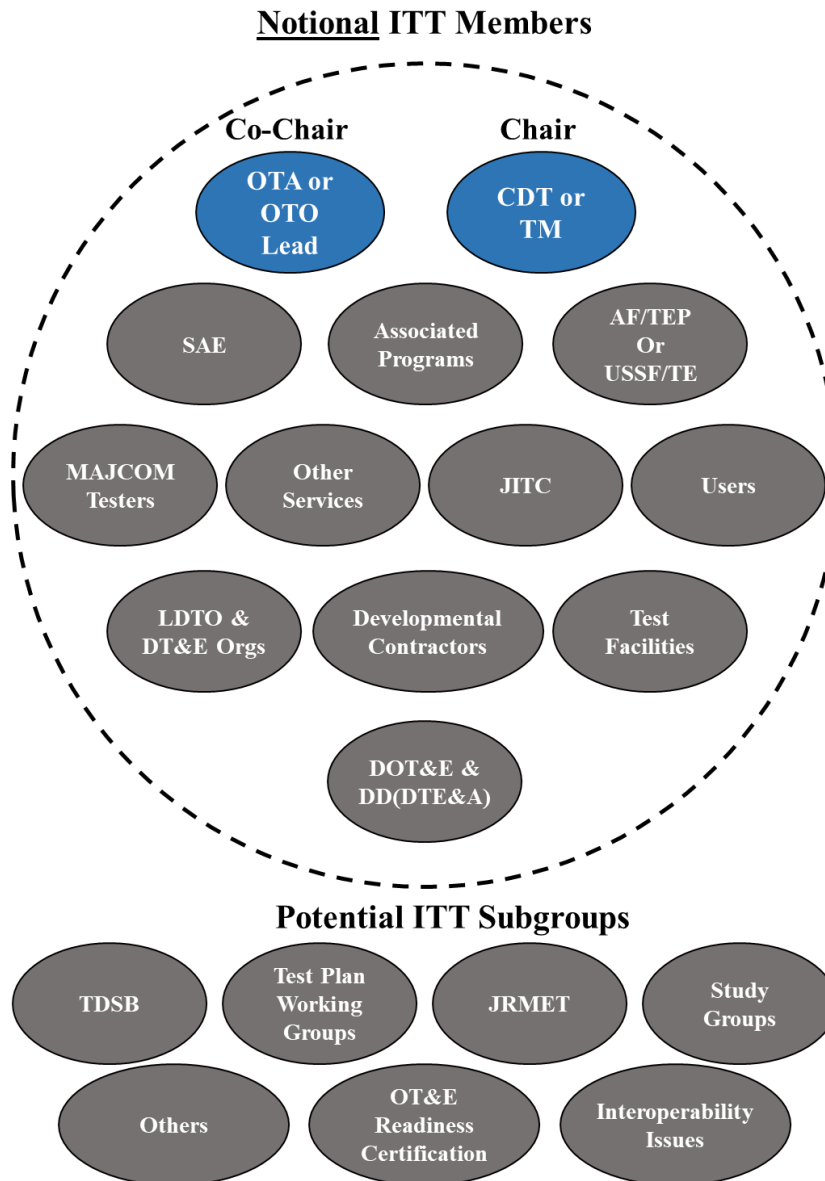 Notional ITT Members
Co-Chair
Chair
OTA or
OTO
Lead
CDT or
TM
SAE
Associated
Programs
AF/TEP
Or
USSF/TE
MAJCOM
Testers
Other
Services
JITC
Users
LDTO &
DT&E Orgs
Developmental
Contractors
Test
Facilities
DOT&E &
DD(DTE&A)
Potential ITT Subgroups
TDSB
Test Plan
Working
Groups
JRMET
Study
Groups
Others
OT&E
Readiness
Certification
Interoperability
Issues